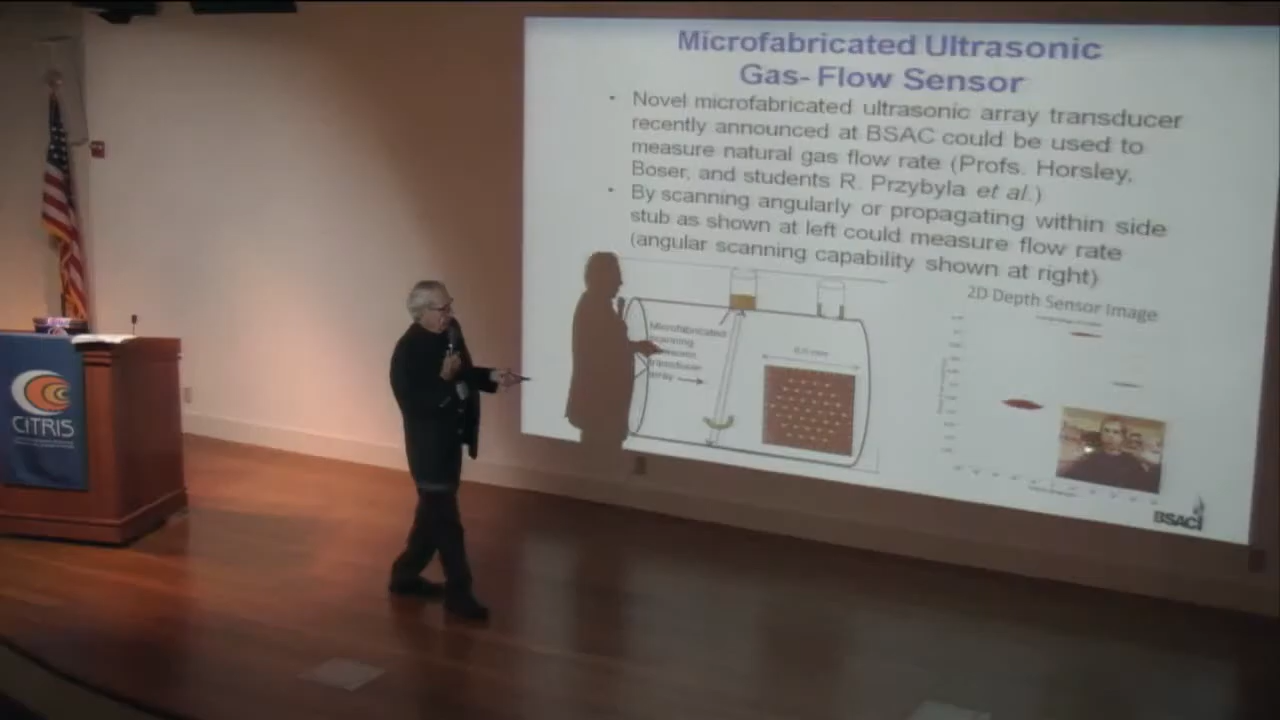 Microfabricated Ultrasonic
Gas- Flow Sensor
• Novel microfabricated ultrasonic array transducer
recently announced at BSAC could be used to
measure natural gas flow rate (Profs. Horsley,
Boser, and students R. Przybyla et al.)
• By scanning angularly or propagating within side
stub as shown at left could measure flow rate
(angular scanning capability shown at right)
Microfabricated
scanning
transducer
array
2D Depth Sensor Image
BSAC
CiTRIS